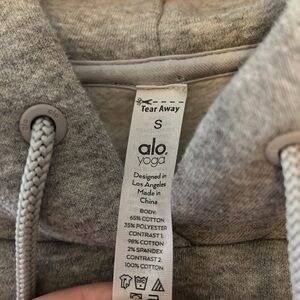 Tear Away
S
alo
yoga
Designed in
Los Angeles
Made in
China
BODY:
65% COTTON
35% POLYESTER
CONTRAST 1:
98% COTTON
2% SPANDEX
CONTRAST 2:
100% COTTON